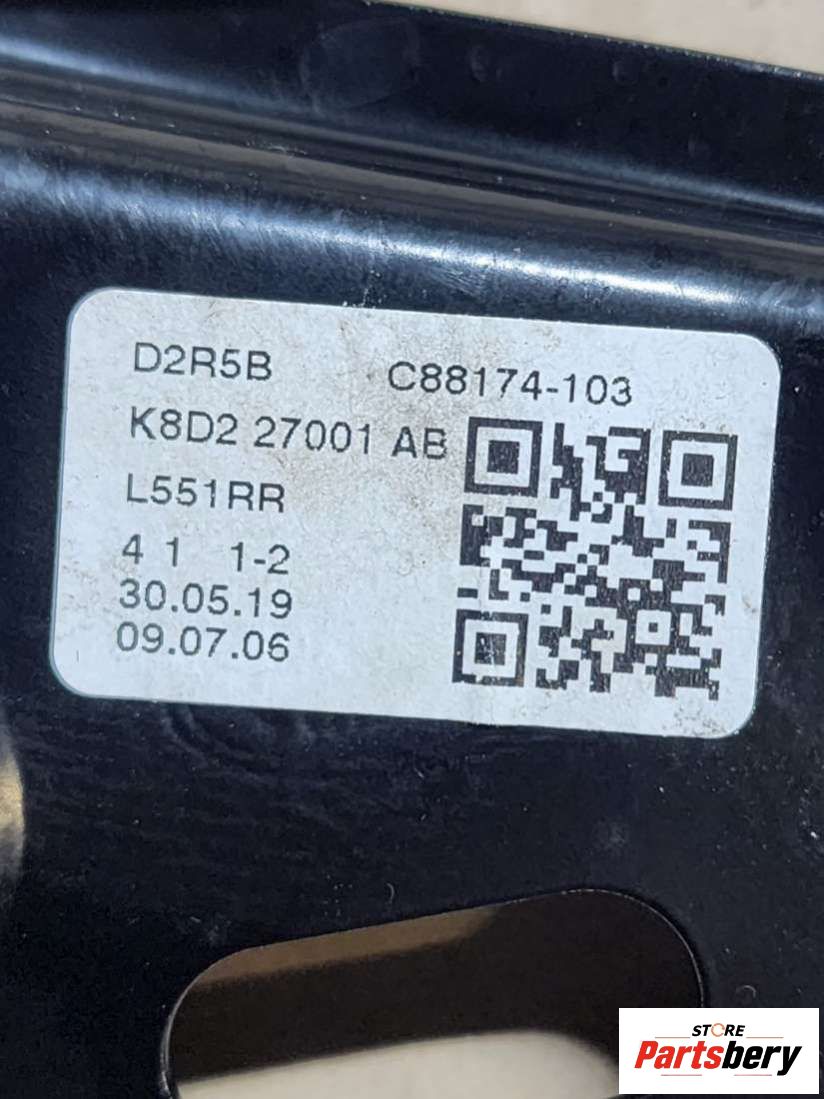 D2R5B C88174-103
K8D2 27001 AB
L551RR
4 1 1-2
30.05.19
09.07.06
STORE
Partsbery